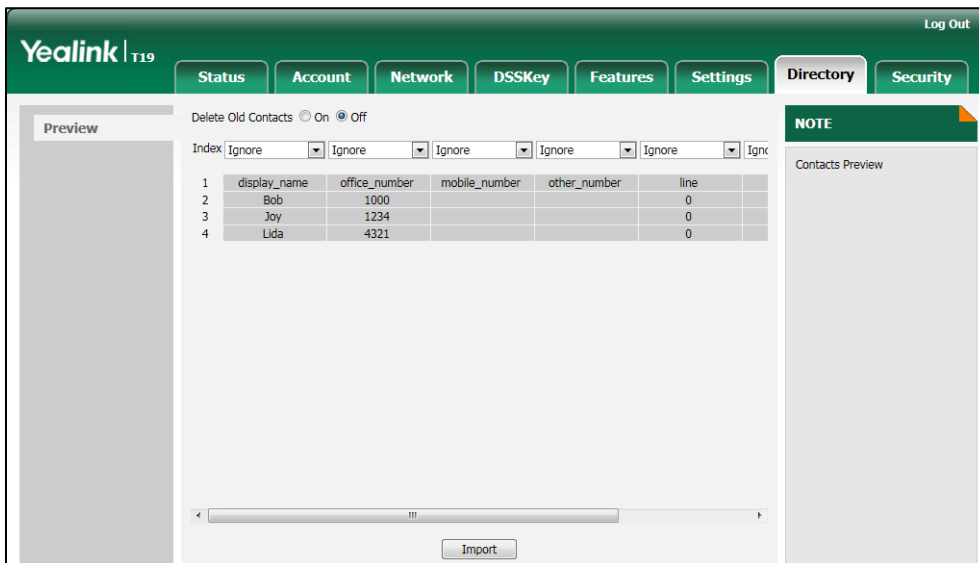 Log Out
Yealink T19
Status Account Network DSSKey Features Settings Directory Security
Preview
Delete Old Contacts On Off
Index Ignore Ignore Ignore Ignore Ignore
1 display_name office_number mobile_number other_number line
2 Bob 1000 0
3 Joy 1234 0
4 Lida 4321 0
Import
NOTE
Contacts Preview